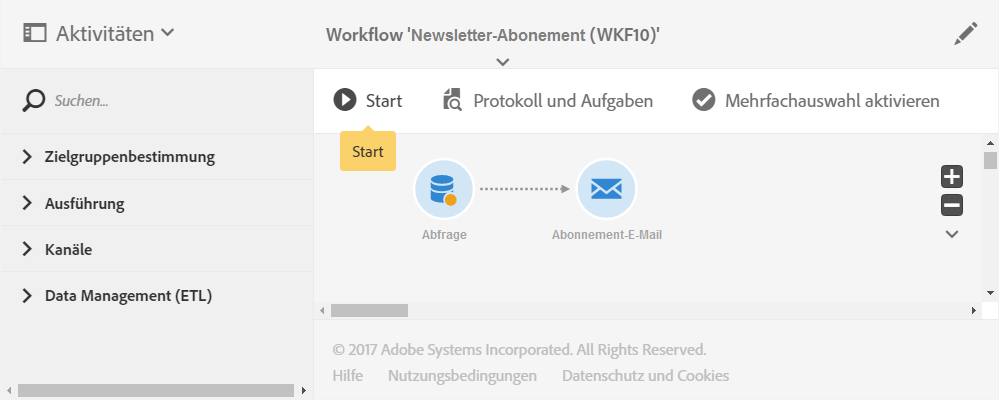 Aktivitäten
Workflow 'Newsletter-Abonement (WKF10)'
Suchen...
Start
Protokoll und Aufgaben
Mehrfachauswahl aktivieren
Start
Zielgruppenbestimmung
Ausführung
Kanäle
Data Management (ETL)
Abfrage
Abonnement-E-Mail
© 2017 Adobe Systems Incorporated. All Rights Reserved.
Hilfe
Nutzungsbedingungen
Datenschutz und Cookies